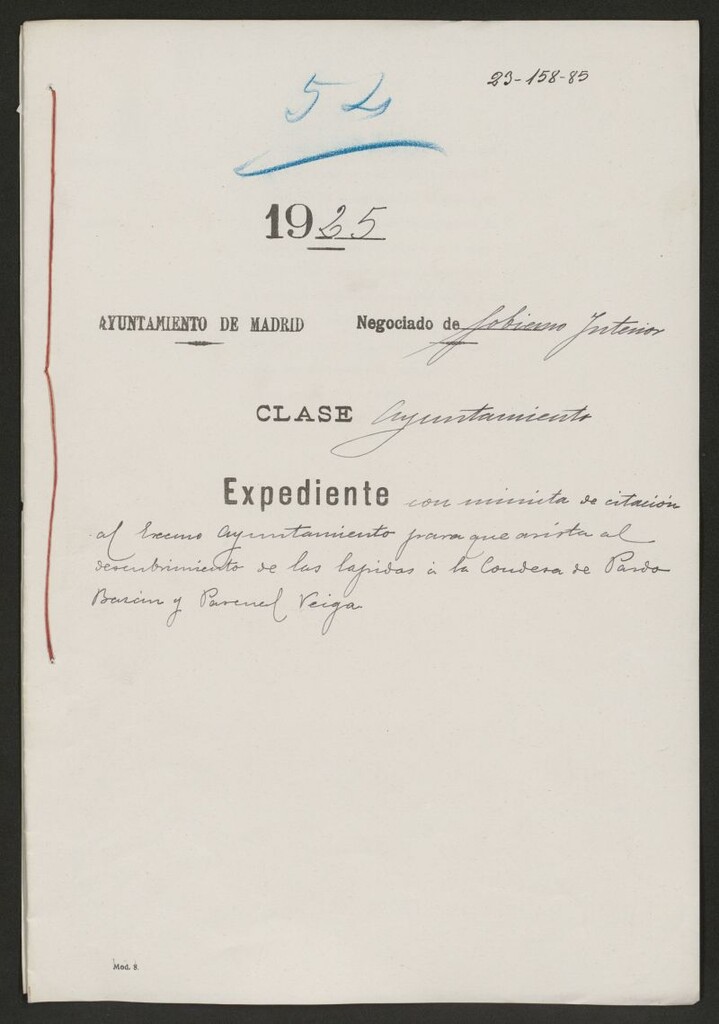 23-158-85
52
1925
AYUNTAMIENTO DE MADRID Negociado de Gobierno Interior
CLASE Ayuntamiento
Expediente con minuta de citación
al Excmo Ayuntamiento para que asista al
descubrimiento de las lapidas á la Condesa de Pardo
Bazán y Pascual Veiga
Mod. 8